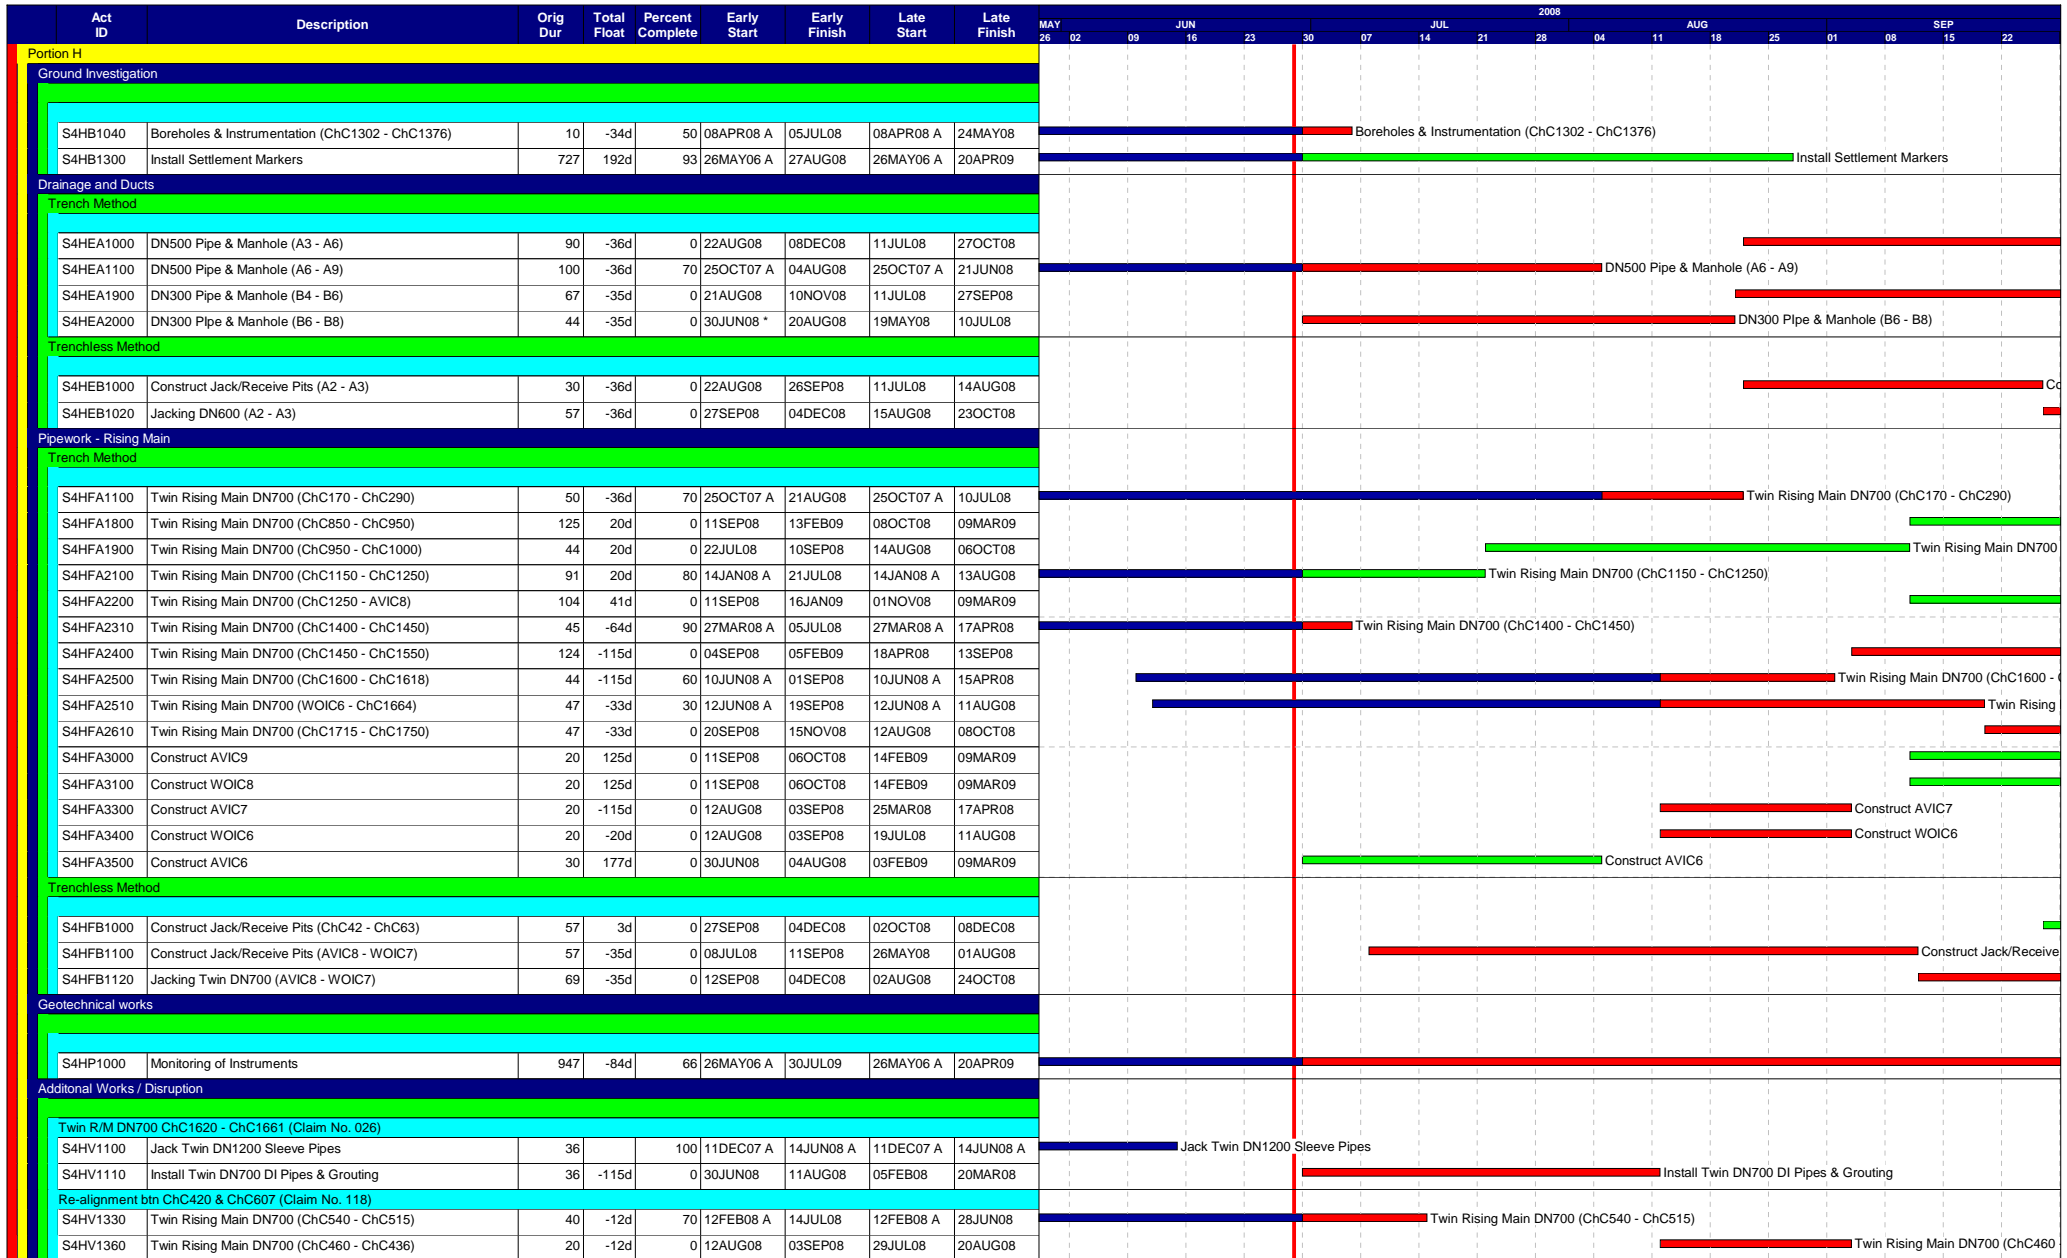 Act ID Description Orig Dur Total Float Percent Complete Early Start Early Finish Late Start Late Finish
2008
MAY JUN JUL AUG SEP
26 02 09 16 23 30 07 14 21 28 04 11 18 25 01 08 15 22
Portion H
Ground Investigation
S4HB1040 Boreholes & Instrumentation (ChC1302 - ChC1376) 10 -34d 50 08APR08 A 05JUL08 08APR08 A 24MAY08 Boreholes & Instrumentation (ChC1302 - ChC1376)
S4HB1300 Install Settlement Markers 727 192d 93 26MAY06 A 27AUG08 26MAY06 A 20APR09 Install Settlement Markers
Drainage and Ducts
Trench Method
S4HEA1000 DN500 Pipe & Manhole (A3 - A6) 90 -36d 0 22AUG08 08DEC08 11JUL08 27OCT08
S4HEA1100 DN500 Pipe & Manhole (A6 - A9) 100 -36d 70 25OCT07 A 04AUG08 25OCT07 A 21JUN08 DN500 Pipe & Manhole (A6 - A9)
S4HEA1900 DN300 Pipe & Manhole (B4 - B6) 67 -35d 0 21AUG08 10NOV08 11JUL08 27SEP08
S4HEA2000 DN300 PIpe & Manhole (B6 - B8) 44 -35d 0 30JUN08 * 20AUG08 19MAY08 10JUL08 DN300 PIpe & Manhole (B6 - B8)
Trenchless Method
S4HEB1000 Construct Jack/Receive Pits (A2 - A3) 30 -36d 0 22AUG08 26SEP08 11JUL08 14AUG08 Co
S4HEB1020 Jacking DN600 (A2 - A3) 57 -36d 0 27SEP08 04DEC08 15AUG08 23OCT08
Pipework - Rising Main
Trench Method
S4HFA1100 Twin Rising Main DN700 (ChC170 - ChC290) 50 -36d 70 25OCT07 A 21AUG08 25OCT07 A 10JUL08 Twin Rising Main DN700 (ChC170 - ChC290)
S4HFA1800 Twin Rising Main DN700 (ChC850 - ChC950) 125 20d 0 11SEP08 13FEB09 08OCT08 09MAR09
S4HFA1900 Twin Rising Main DN700 (ChC950 - ChC1000) 44 20d 0 22JUL08 10SEP08 14AUG08 06OCT08 Twin Rising Main DN700
S4HFA2100 Twin Rising Main DN700 (ChC1150 - ChC1250) 91 20d 80 14JAN08 A 21JUL08 14JAN08 A 13AUG08 Twin Rising Main DN700 (ChC1150 - ChC1250)
S4HFA2200 Twin Rising Main DN700 (ChC1250 - AVIC8) 104 41d 0 11SEP08 16JAN09 01NOV08 09MAR09
S4HFA2310 Twin Rising Main DN700 (ChC1400 - ChC1450) 45 -64d 90 27MAR08 A 05JUL08 27MAR08 A 17APR08 Twin Rising Main DN700 (ChC1400 - ChC1450)
S4HFA2400 Twin Rising Main DN700 (ChC1450 - ChC1550) 124 -115d 0 04SEP08 05FEB09 18APR08 13SEP08
S4HFA2500 Twin Rising Main DN700 (ChC1600 - ChC1618) 44 -115d 60 10JUN08 A 01SEP08 10JUN08 A 15APR08 Twin Rising Main DN700 (ChC1600 -
S4HFA2510 Twin Rising Main DN700 (WOIC6 - ChC1664) 47 -33d 30 12JUN08 A 19SEP08 12JUN08 A 11AUG08 Twin Rising
S4HFA2610 Twin Rising Main DN700 (ChC1715 - ChC1750) 47 -33d 0 20SEP08 15NOV08 12AUG08 08OCT08
S4HFA3000 Construct AVIC9 20 125d 0 11SEP08 06OCT08 14FEB09 09MAR09
S4HFA3100 Construct WOIC8 20 125d 0 11SEP08 06OCT08 14FEB09 09MAR09
S4HFA3300 Construct AVIC7 20 -115d 0 12AUG08 03SEP08 25MAR08 17APR08 Construct AVIC7
S4HFA3400 Construct WOIC6 20 -20d 0 12AUG08 03SEP08 19JUL08 11AUG08 Construct WOIC6
S4HFA3500 Construct AVIC6 30 177d 0 30JUN08 04AUG08 03FEB09 09MAR09 Construct AVIC6
Trenchless Method
S4HFB1000 Construct Jack/Receive Pits (ChC42 - ChC63) 57 3d 0 27SEP08 04DEC08 02OCT08 08DEC08
S4HFB1100 Construct Jack/Receive Pits (AVIC8 - WOIC7) 57 -35d 0 08JUL08 11SEP08 26MAY08 01AUG08 Construct Jack/Receive
S4HFB1120 Jacking Twin DN700 (AVIC8 - WOIC7) 69 -35d 0 12SEP08 04DEC08 02AUG08 24OCT08
Geotechnical works
S4HP1000 Monitoring of Instruments 947 -84d 66 26MAY06 A 30JUL09 26MAY06 A 20APR09
Additonal Works / Disruption
Twin R/M DN700 ChC1620 - ChC1661 (Claim No. 026)
S4HV1100 Jack Twin DN1200 Sleeve Pipes 36 100 11DEC07 A 14JUN08 A 11DEC07 A 14JUN08 A Jack Twin DN1200 Sleeve Pipes
S4HV1110 Install Twin DN700 DI Pipes & Grouting 36 -115d 0 30JUN08 11AUG08 05FEB08 20MAR08 Install Twin DN700 DI Pipes & Grouting
Re-alignment btn ChC420 & ChC607 (Claim No. 118)
S4HV1330 Twin Rising Main DN700 (ChC540 - ChC515) 40 -12d 70 12FEB08 A 14JUL08 12FEB08 A 28JUN08 Twin Rising Main DN700 (ChC540 - ChC515)
S4HV1360 Twin Rising Main DN700 (ChC460 - ChC436) 20 -12d 0 12AUG08 03SEP08 29JUL08 20AUG08 Twin Rising Main DN700 (ChC460